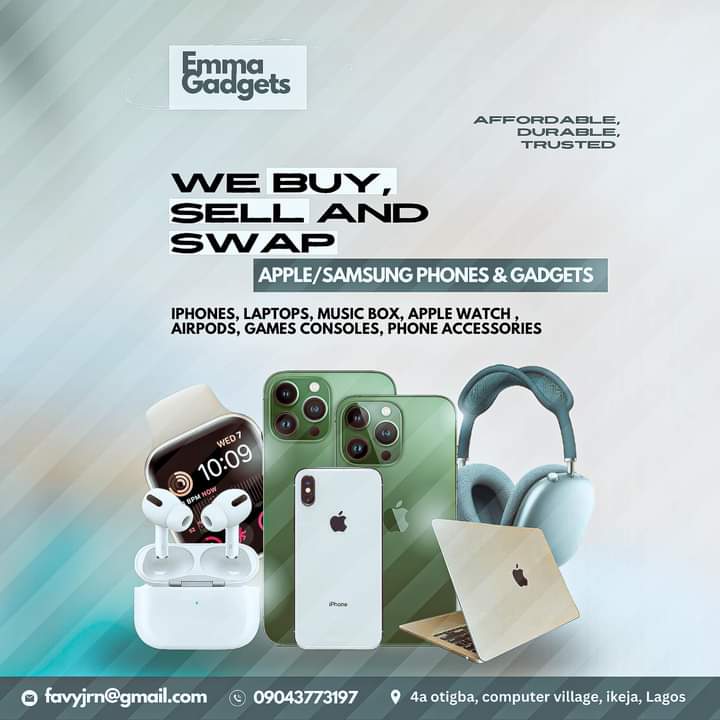 Emma
Gadgets
AFFORDABLE,
DURABLE,
TRUSTED
WE BUY,
SELL AND
SWAP
APPLE/SAMSUNG PHONES & GADGETS
IPHONES, LAPTOPS, MUSIC BOX, APPLE WATCH ,
AIRPODS, GAMES CONSOLES, PHONE ACCESSORIES
WED 7
10:09
BPM NOW
iPhone
favyjrn@gmail.com 09043773197 4a otigba, computer village, ikeja, Lagos